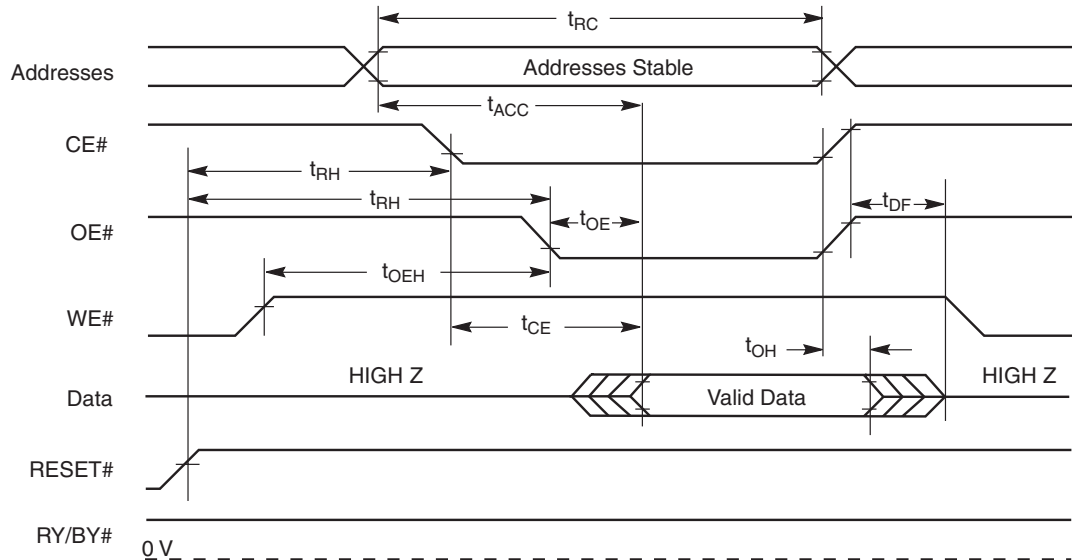 tRC
Addresses
Addresses Stable
tACC
CE#
tRH
tRH
tDF
OE#
tOE
tOEH
WE#
tCE
tOH
HIGH Z
HIGH Z
Data
Valid Data
RESET#
RY/BY#
0 V